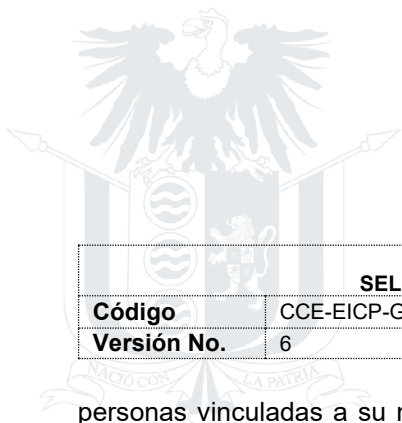 SEL
Código CCE-EICP-G
Versión No. 6
NACIÓ CON LA PATRIA
personas vinculadas a su